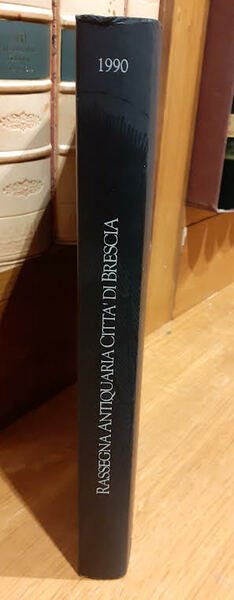 1990
RASSEGNA ANTIQUARIA CITTA' DI BRESCIA